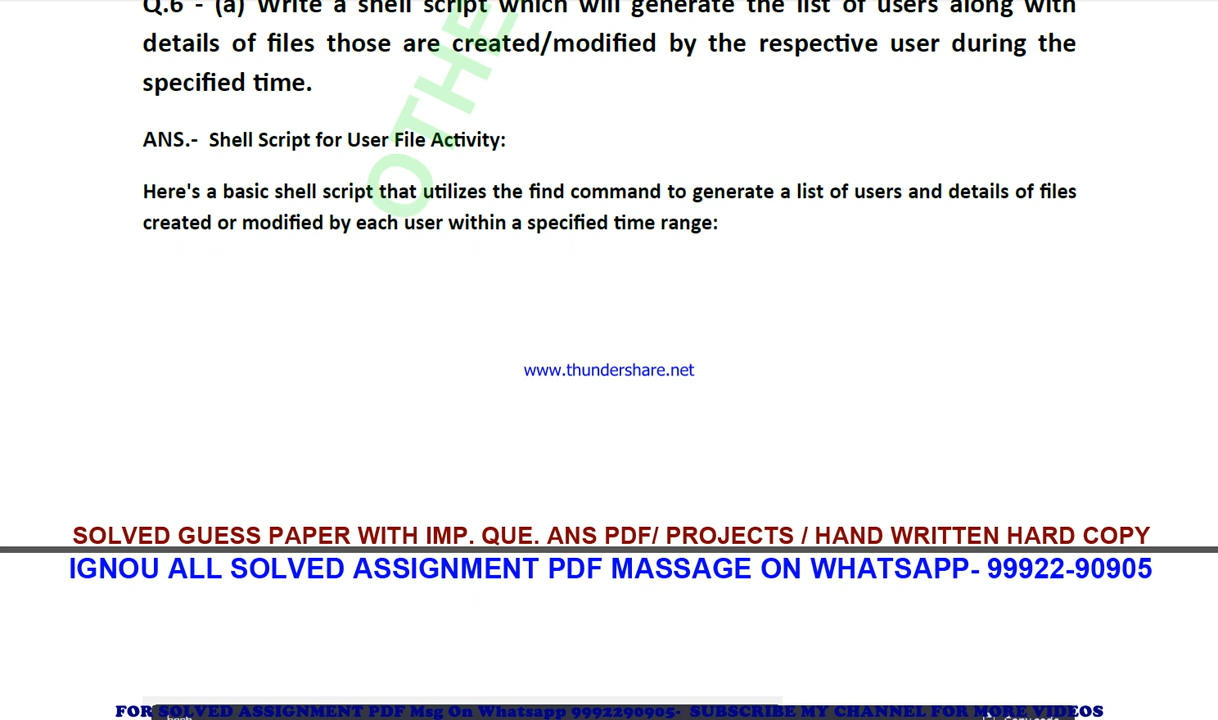 Q.6 - (a) Write a shell script which will generate the list of users along with
details of files those are created/modified by the respective user during the
specified time.
OTHE
ANS.- Shell Script for User File Activity:
Here's a basic shell script that utilizes the find command to generate a list of users and details of files
created or modified by each user within a specified time range:
www.thundershare.net
SOLVED GUESS PAPER WITH IMP. QUE. ANS PDF/ PROJECTS / HAND WRITTEN HARD COPY
IGNOU ALL SOLVED ASSIGNMENT PDF MASSAGE ON WHATSAPP- 99922-90905
FOR SOLVED ASSIGNMENT PDF Msg On Whatsapp 9992290905- SUBSCRIBE MY CHANNEL FOR MORE VIDEOS